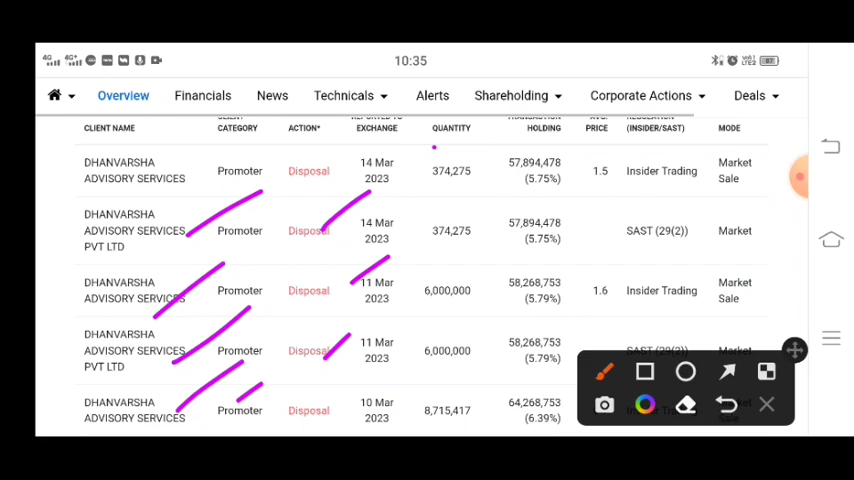 10:35
Overview Financials News Technicals Alerts Shareholding Corporate Actions Deals
CLIENT NAME CATEGORY ACTION* EXCHANGE QUANTITY HOLDING PRICE (INSIDER/SAST) MODE
DHANVARSHA ADVISORY SERVICES Promoter Disposal 14 Mar 2023 374,275 57,894,478 (5.75%) 1.5 Insider Trading Market Sale
DHANVARSHA ADVISORY SERVICES PVT LTD Promoter Disposal 14 Mar 2023 374,275 57,894,478 (5.75%) SAST (29(2)) Market
DHANVARSHA ADVISORY SERVICES Promoter Disposal 11 Mar 2023 6,000,000 58,268,753 (5.79%) 1.6 Insider Trading Market Sale
DHANVARSHA ADVISORY SERVICES PVT LTD Promoter Disposal 11 Mar 2023 6,000,000 58,268,753 (5.79%)
DHANVARSHA ADVISORY SERVICES Promoter Disposal 10 Mar 2023 8,715,417 64,268,753 (6.39%)